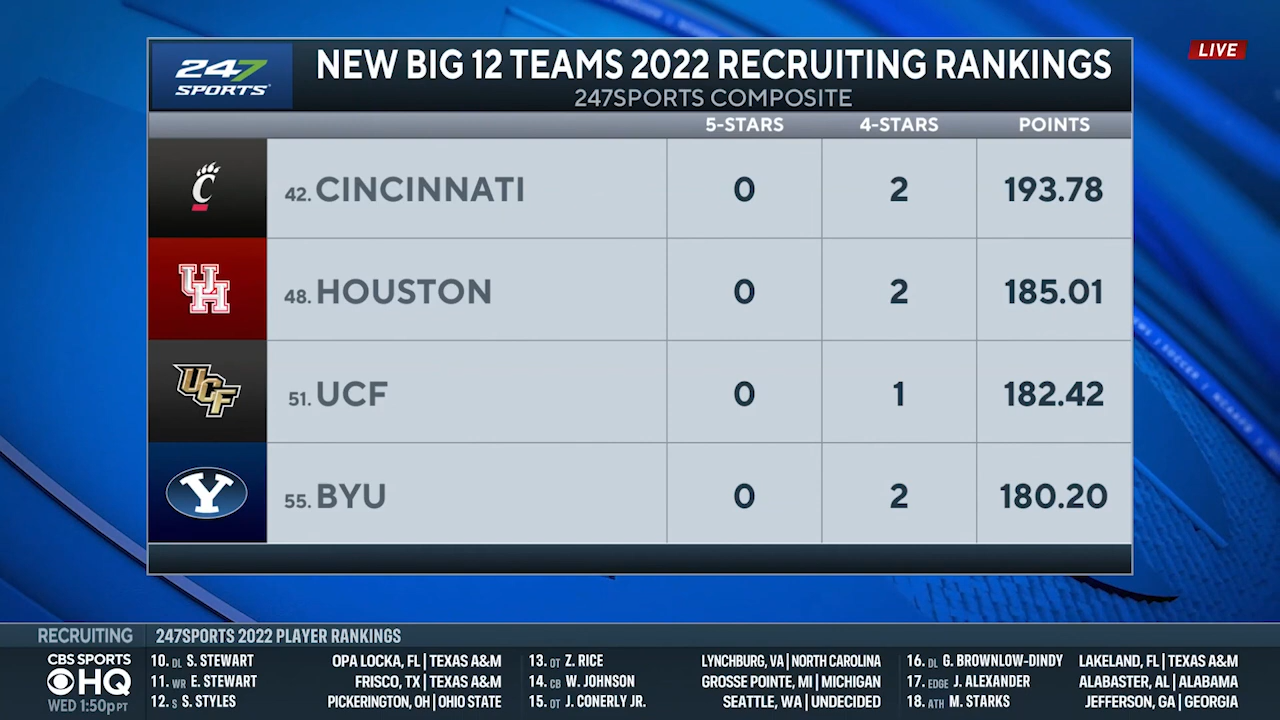 247 SPORTS
NEW BIG 12 TEAMS 2022 RECRUITING RANKINGS
247SPORTS COMPOSITE
LIVE
5-STARS 4-STARS POINTS
C 42. CINCINNATI 0 2 193.78
UH 48. HOUSTON 0 2 185.01
UCF 51. UCF 0 1 182.42
Y 55. BYU 0 2 180.20
RECRUITING 247SPORTS 2022 PLAYER RANKINGS
CBS SPORTS
HQ
WED 1:50p PT
10. DL S. STEWART OPA LOCKA, FL | TEXAS A&M
11. WR E. STEWART FRISCO, TX | TEXAS A&M
12. S S. STYLES PICKERINGTON, OH | OHIO STATE
13. OT Z. RICE LYNCHBURG, VA | NORTH CAROLINA
14. CB W. JOHNSON GROSSE POINTE, MI | MICHIGAN
15. OT J. CONERLY JR. SEATTLE, WA | UNDECIDED
16. DL G. BROWNLOW-DINDY LAKELAND, FL | TEXAS A&M
17. EDGE J. ALEXANDER ALABASTER, AL | ALABAMA
18. ATH M. STARKS JEFFERSON, GA | GEORGIA